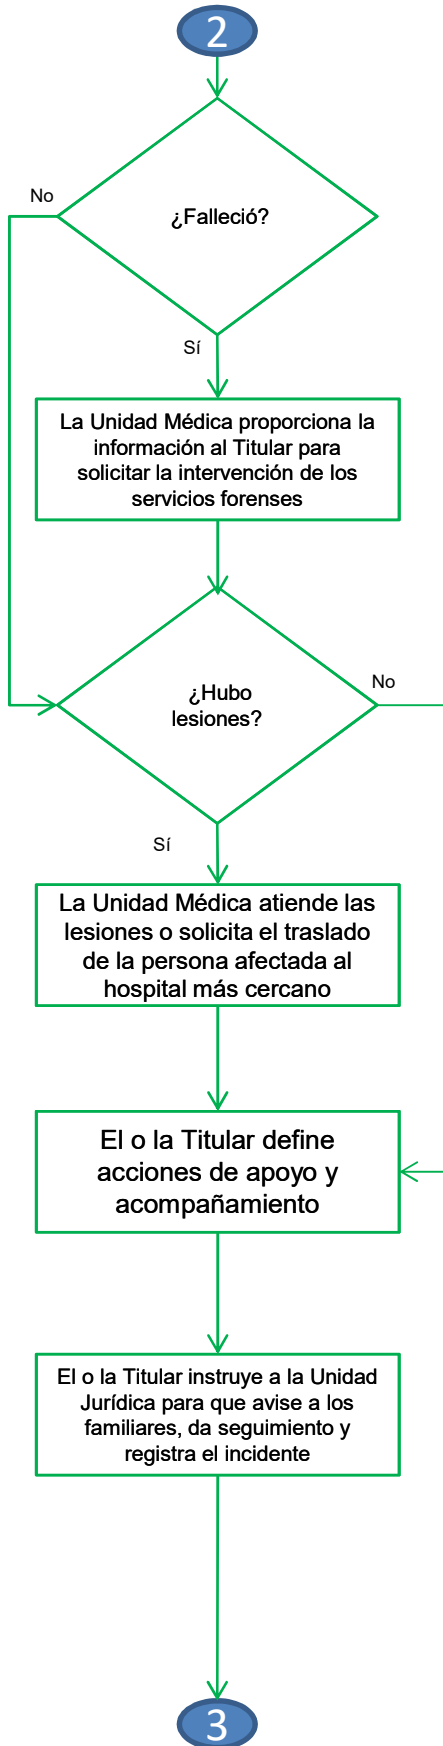 2
No
¿Falleció?
Sí
La Unidad Médica proporciona la
información al Titular para
solicitar la intervención de los
servicios forenses
¿Hubo
lesiones?
No
Sí
La Unidad Médica atiende las
lesiones o solicita el traslado
de la persona afectada al
hospital más cercano
El o la Titular define
acciones de apoyo y
acompañamiento
El o la Titular instruye a la Unidad
Jurídica para que avise a los
familiares, da seguimiento y
registra el incidente
3